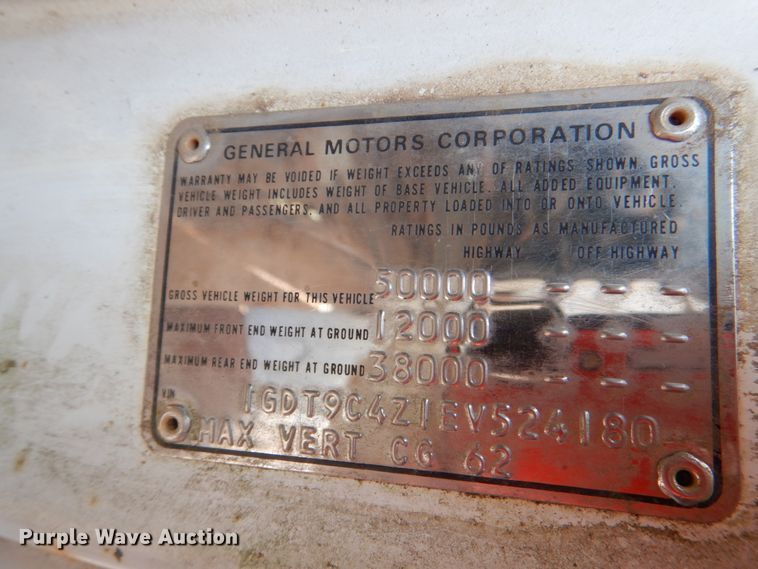 GENERAL MOTORS CORPORATION
WARRANTY MAY BE VOIDED IF WEIGHT EXCEEDS ANY OF RATINGS SHOWN. GROSS
VEHICLE WEIGHT INCLUDES WEIGHT OF BASE VEHICLE. ALL ADDED EQUIPMENT,
DRIVER AND PASSENGERS, AND ALL PROPERTY LOADED INTO OR ONTO VEHICLE.
RATINGS IN POUNDS AS MANUFACTURED
HIGHWAY OFF HIGHWAY
GROSS VEHICLE WEIGHT FOR THIS VEHICLE 50000 - - - -
MAXIMUM FRONT END WEIGHT AT GROUND 12000 - - - -
MAXIMUM REAR END WEIGHT AT GROUND 38000 - - - -
VIN 1GDT9C4Z1EV524180
MAX VERT CG 62
Purple Wave Auction